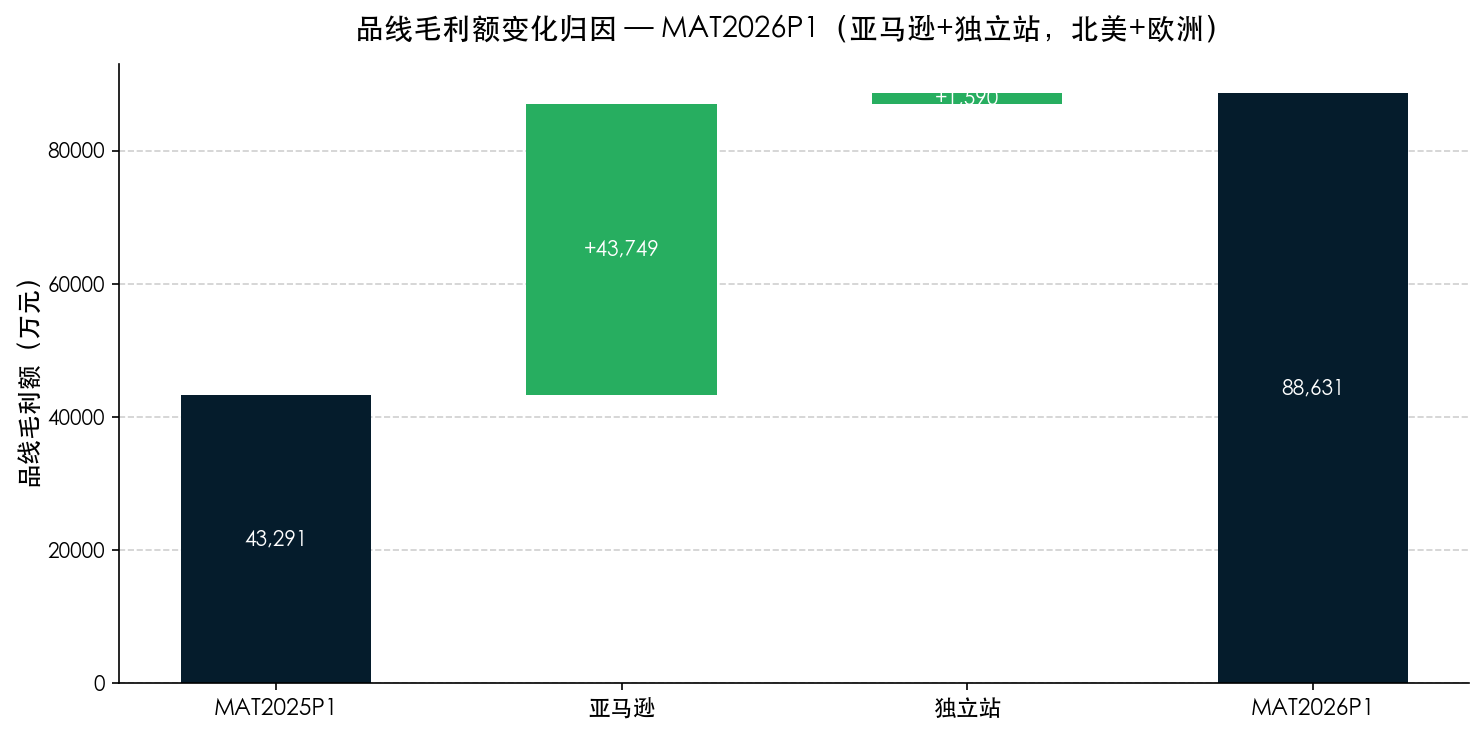 品线毛利额变化归因 — MAT2026P1（亚马逊+独立站，北美+欧洲）
品线毛利额（万元）
80000
60000
40000
20000
0
43,291
+43,749
+1,590
88,631
MAT2025P1
亚马逊
独立站
MAT2026P1